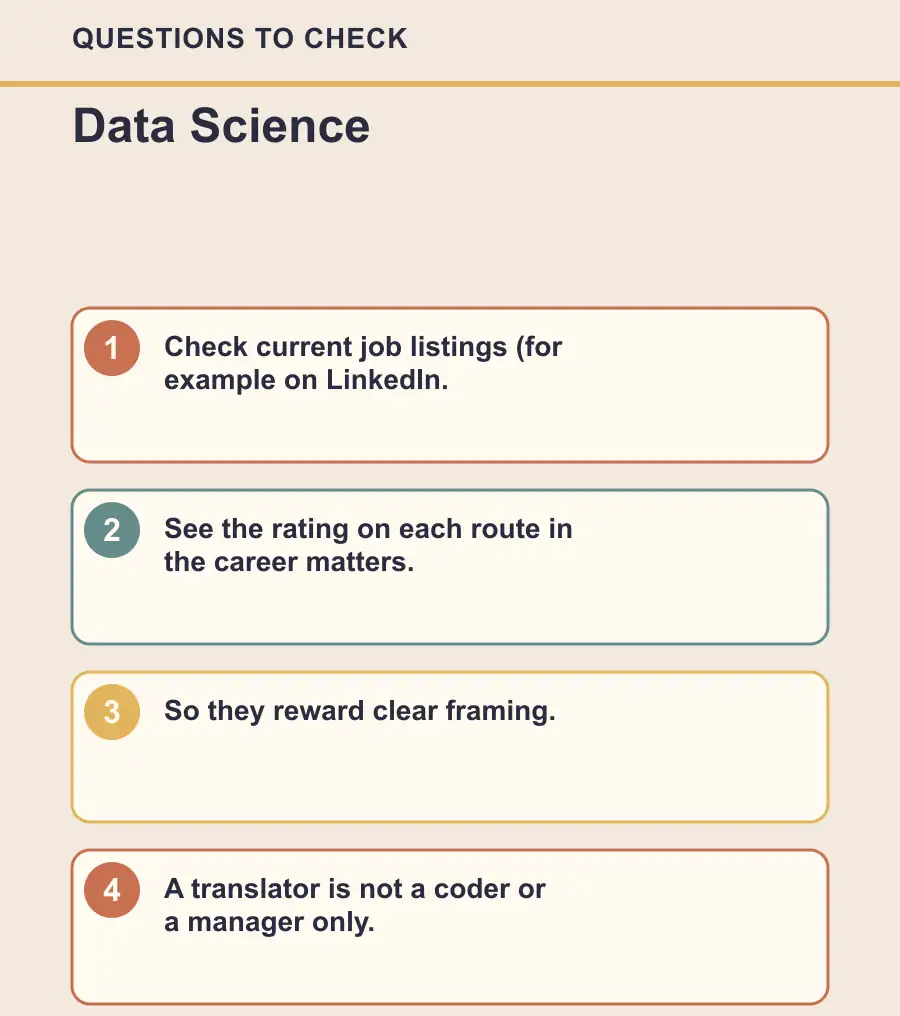 QUESTIONS TO CHECK
Data Science
1
Check current job listings (for
example on LinkedIn.
2
See the rating on each route in
the career matters.
3
So they reward clear framing.
4
A translator is not a coder or
a manager only.